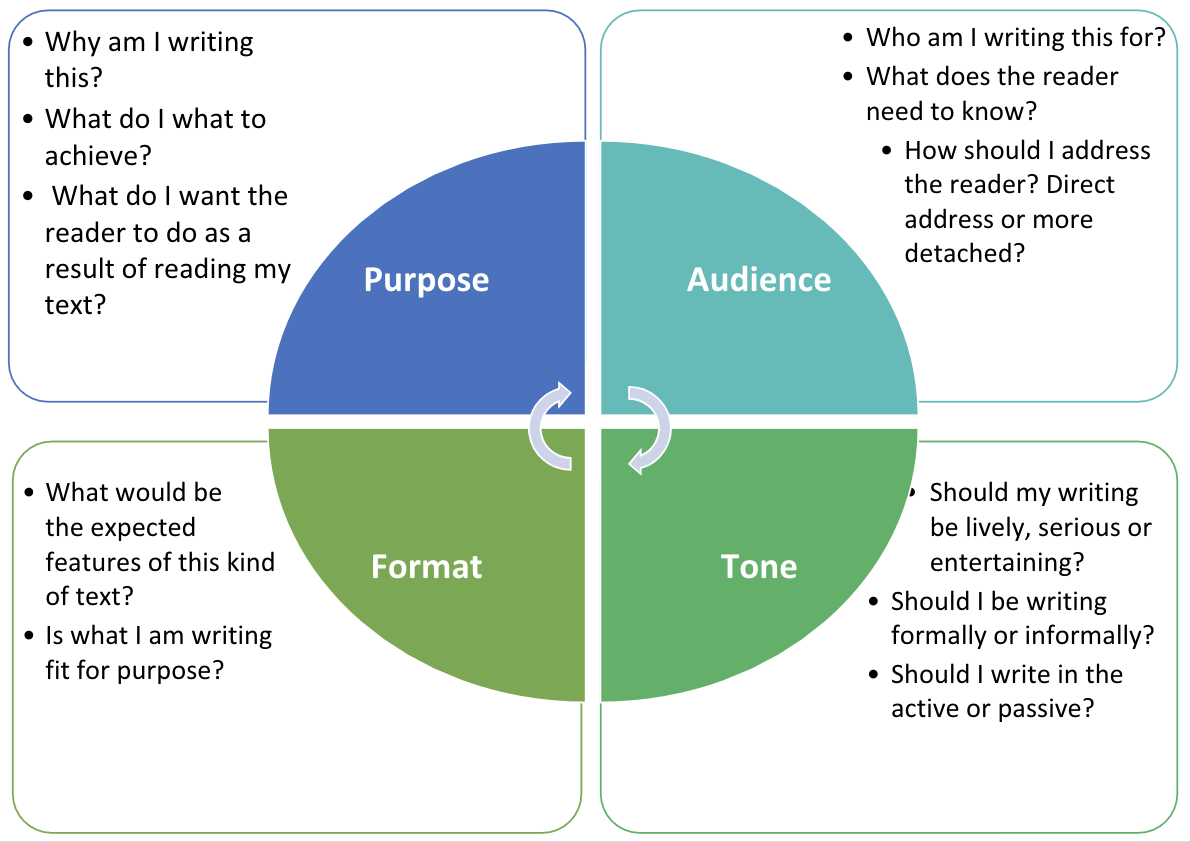 • Why am I writing
this?
• What do I what to
achieve?
• What do I want the
reader to do as a
result of reading my
text?
Purpose
• Who am I writing this for?
• What does the reader
need to know?
• How should I address
the reader? Direct
address or more
detached?
Audience
• What would be
the expected
features of this kind
of text?
• Is what I am writing
fit for purpose?
Format
• Should my writing
be lively, serious or
entertaining?
• Should I be writing
formally or informally?
• Should I write in the
active or passive?
Tone